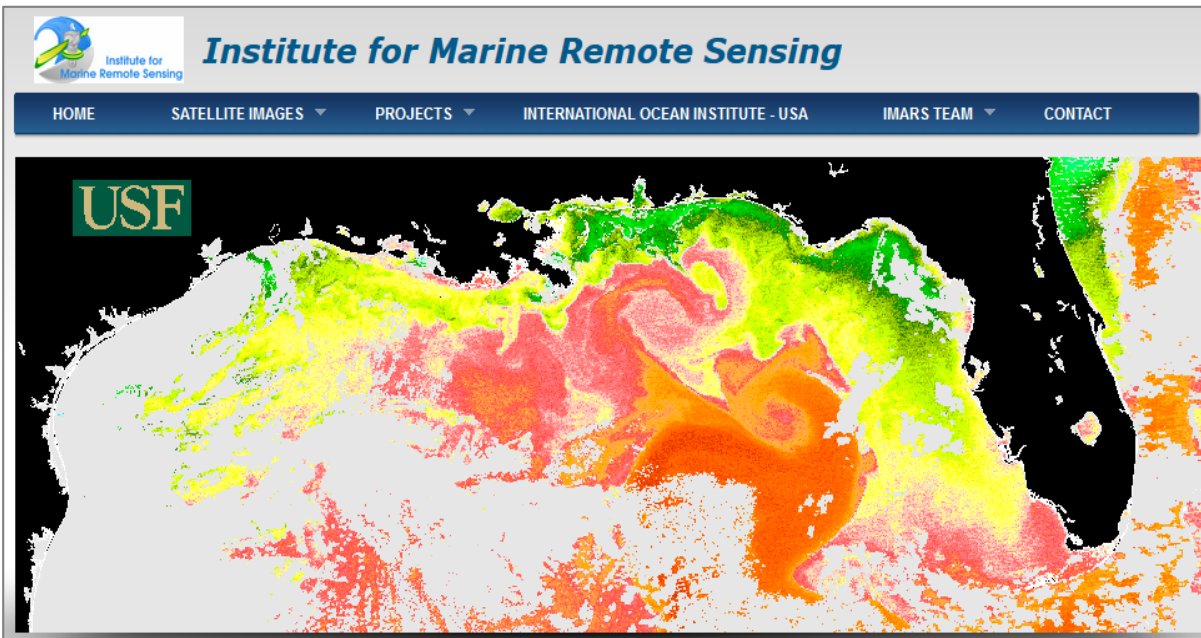 Institute for
Marine Remote Sensing
Institute for Marine Remote Sensing
HOME SATELLITE IMAGES PROJECTS INTERNATIONAL OCEAN INSTITUTE - USA IMARS TEAM CONTACT
USF